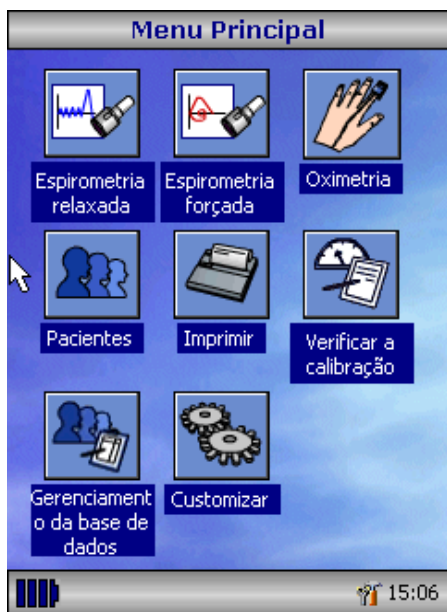 Menu Principal
Espirometria
relaxada
Espirometria
forçada
Oximetria
Pacientes
Imprimir
Verificar a
calibração
Gerenciament
o da base de
dados
Customizar
15:06